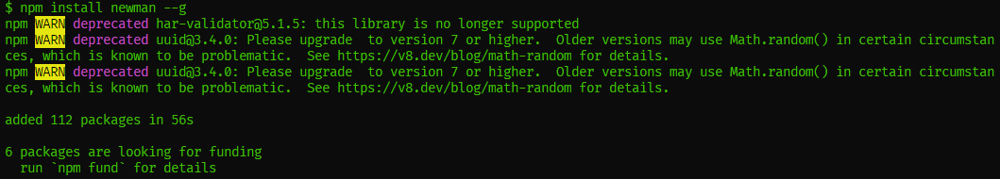 $ npm install newman --g
npm WARN deprecated har-validator@5.1.5: this library is no longer supported
npm WARN deprecated uuid@3.4.0: Please upgrade  to version 7 or higher.  Older versions may use Math.random() in certain circumstan
ces, which is known to be problematic.  See https://v8.dev/blog/math-random for details.
npm WARN deprecated uuid@3.4.0: Please upgrade  to version 7 or higher.  Older versions may use Math.random() in certain circumstan
ces, which is known to be problematic.  See https://v8.dev/blog/math-random for details.
added 112 packages in 56s
6 packages are looking for funding
  run `npm fund` for details